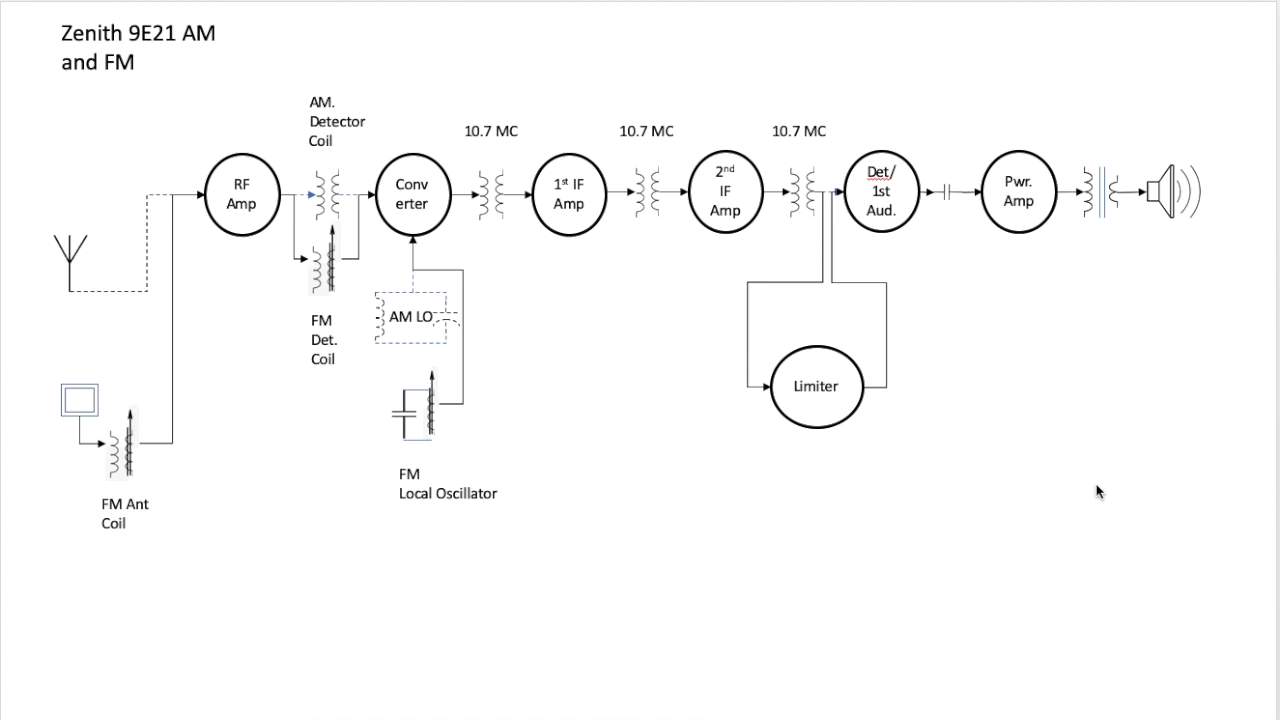 Zenith 9E21 AM
and FM
AM.
Detector
Coil
10.7 MC
10.7 MC
10.7 MC
RF
Amp
Conv
erter
1st IF
Amp
2nd
IF
Amp
Det/
1st
Aud.
Pwr.
Amp
AM LO
FM
Det.
Coil
Limiter
FM
Local Oscillator
FM Ant
Coil